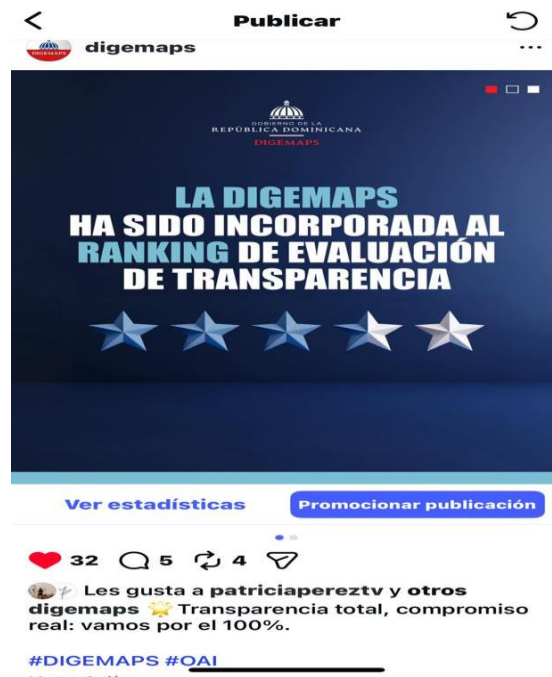 Publicar
digemaps
GOBIERNO DE LA
REPÚBLICA DOMINICANA
DIGEMAPS
LA DIGEMAPS
HA SIDO INCORPORADA AL
RANKING DE EVALUACIÓN
DE TRANSPARENCIA
Ver estadísticas
Promocionar publicación
32 5 4
Les gusta a patriciapereztv y otros
digemaps 🌟 Transparencia total, compromiso
real: vamos por el 100%.
#DIGEMAPS #OAI